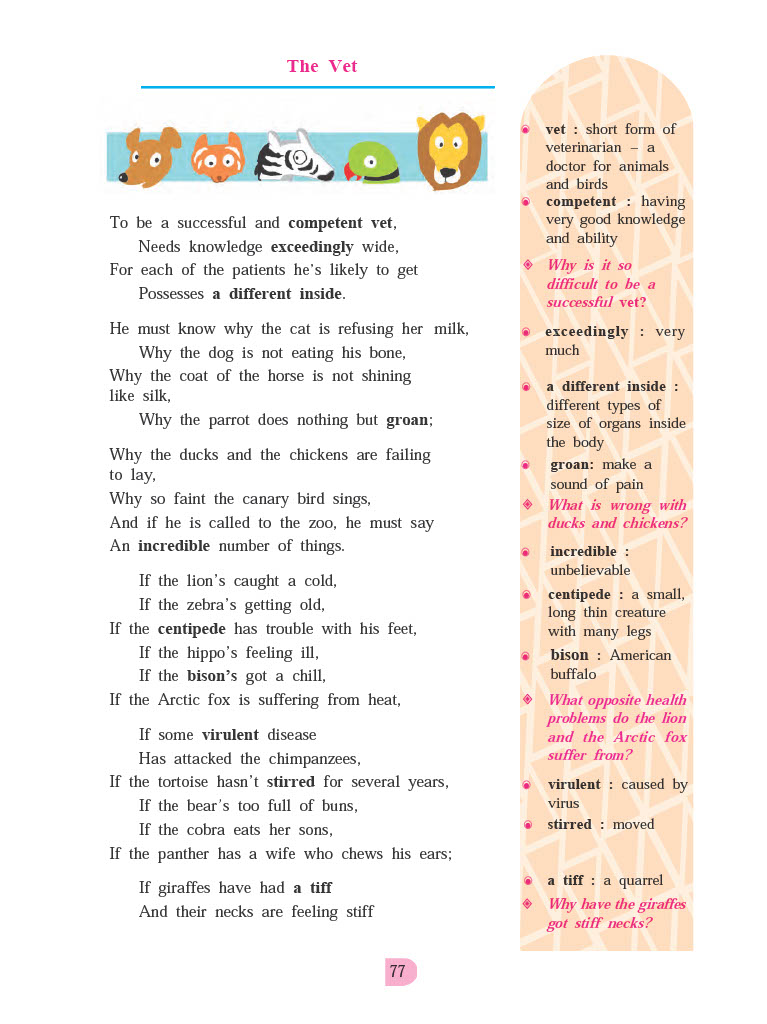 The Vet
To be a successful and competent vet,
Needs knowledge exceedingly wide,
For each of the patients he's likely to get
Possesses a different inside.
He must know why the cat is refusing her milk,
Why the dog is not eating his bone,
Why the coat of the horse is not shining
like silk,
Why the parrot does nothing but groan;
Why the ducks and the chickens are failing
to lay,
Why so faint the canary bird sings,
And if he is called to the zoo, he must say
An incredible number of things.
If the lion's caught a cold,
If the zebra's getting old,
If the centipede has trouble with his feet,
If the hippo's feeling ill,
If the bison's got a chill,
If the Arctic fox is suffering from heat,
If some virulent disease
Has attacked the chimpanzees,
If the tortoise hasn't stirred for several years,
If the bear's too full of buns,
If the cobra eats her sons,
If the panther has a wife who chews his ears;
If giraffes have had a tiff
And their necks are feeling stiff
vet : short form of
veterinarian – a
doctor for animals
and birds
competent : having
very good knowledge
and ability
Why is it so
difficult to be a
successful vet?
exceedingly : very
much
a different inside :
different types of
size of organs inside
the body
groan: make a
sound of pain
What is wrong with
ducks and chickens?
incredible :
unbelievable
centipede : a small,
long thin creature
with many legs
bison : American
buffalo
What opposite health
problems do the lion
and the Arctic fox
suffer from?
virulent : caused by
virus
stirred : moved
a tiff : a quarrel
Why have the giraffes
got stiff necks?
77